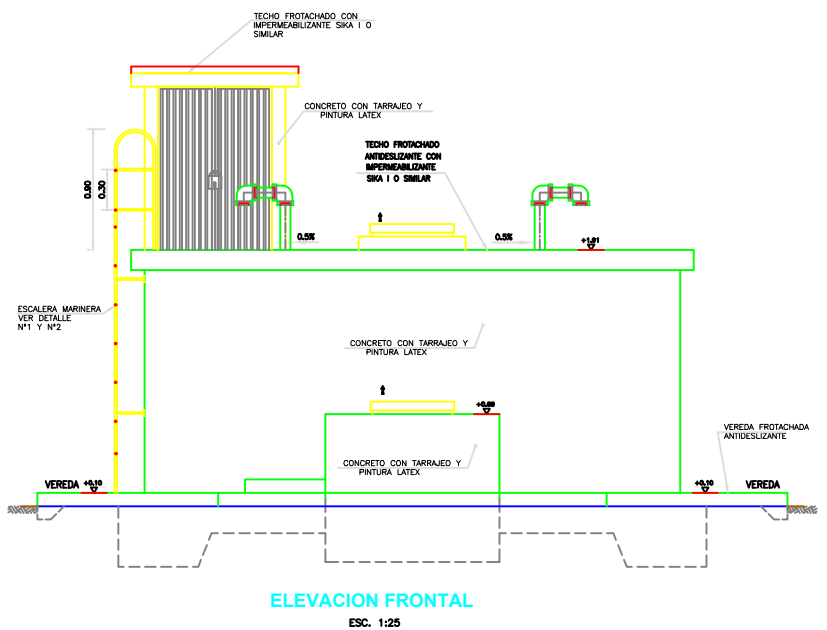 TECHO FROTACHADO CON
IMPERMEABILIZANTE SIKA I O
SIMILAR
CONCRETO CON TARRAJEO Y
PINTURA LATEX
TECHO FROTACHADO
ANTIDESLIZANTE CON
IMPERMEABILIZANTE
SIKA I O SIMILAR
0.90
0.30
0.5%
0.5%
+1.91
ESCALERA MARINERA
VER DETALLE
N°1 Y N°2
CONCRETO CON TARRAJEO Y
PINTURA LATEX
+0.69
VEREDA FROTACHADA
ANTIDESLIZANTE
CONCRETO CON TARRAJEO Y
PINTURA LATEX
VEREDA
+0.10
+0.10
VEREDA
ELEVACION FRONTAL
ESC. 1:25